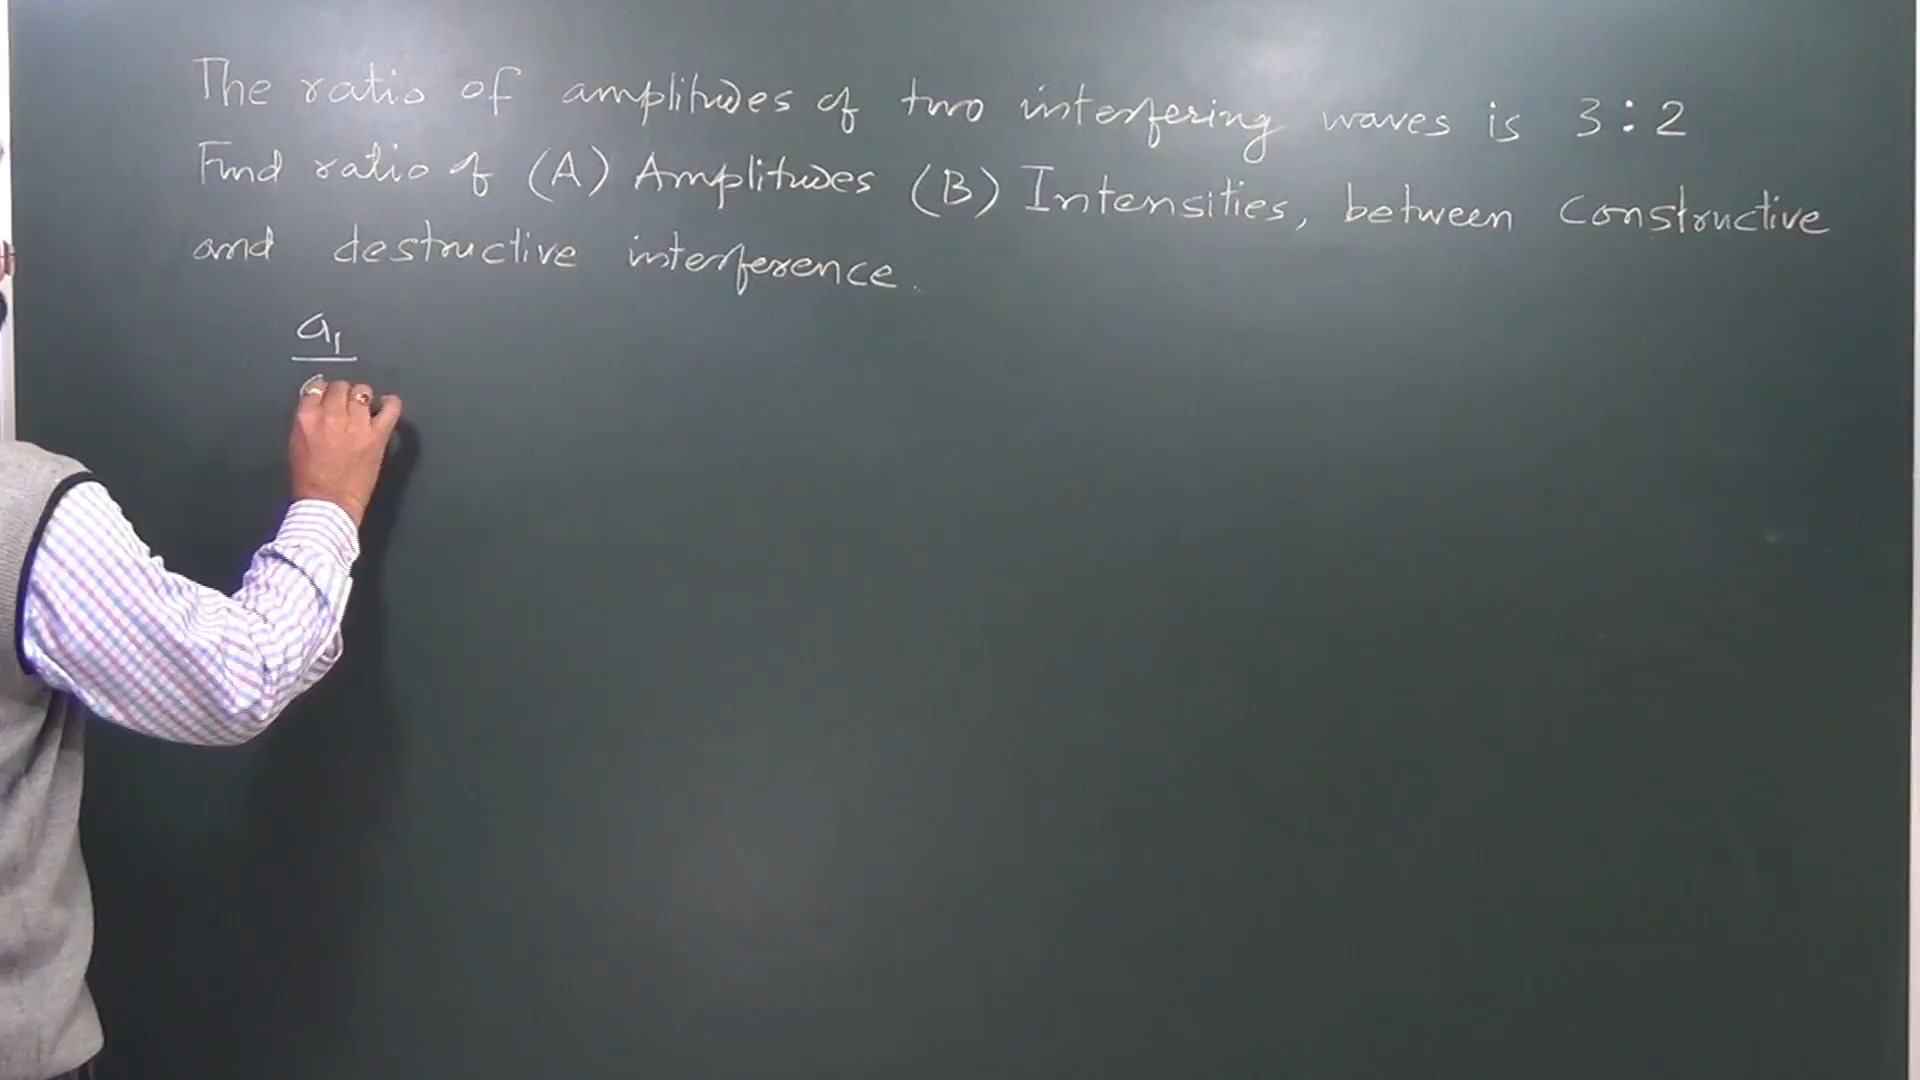 The ratio of amplitudes of two interfering waves is 3:2
Find ratio of (A) Amplitudes (B) Intensities, between constructive
and destructive interference.
a₁